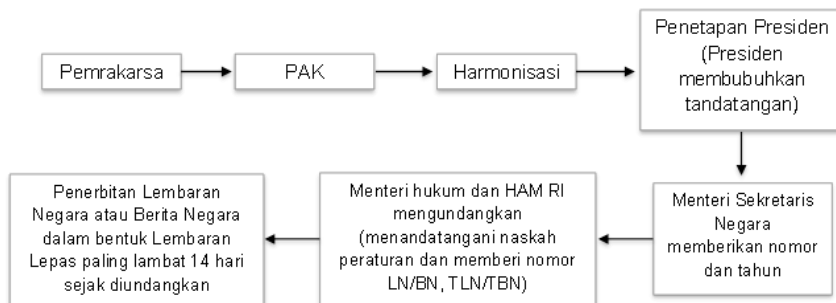 Pemrakarsa
PAK
Harmonisasi
Penetapan Presiden
(Presiden
membubuhkan
tandatangan)
Menteri Sekretaris
Negara
memberikan nomor
dan tahun
Menteri hukum dan HAM RI
mengundangkan
(menandatangani naskah
peraturan dan memberi nomor
LN/BN, TLN/TBN)
Penerbitan Lembaran
Negara atau Berita Negara
dalam bentuk Lembaran
Lepas paling lambat 14 hari
sejak diundangkan